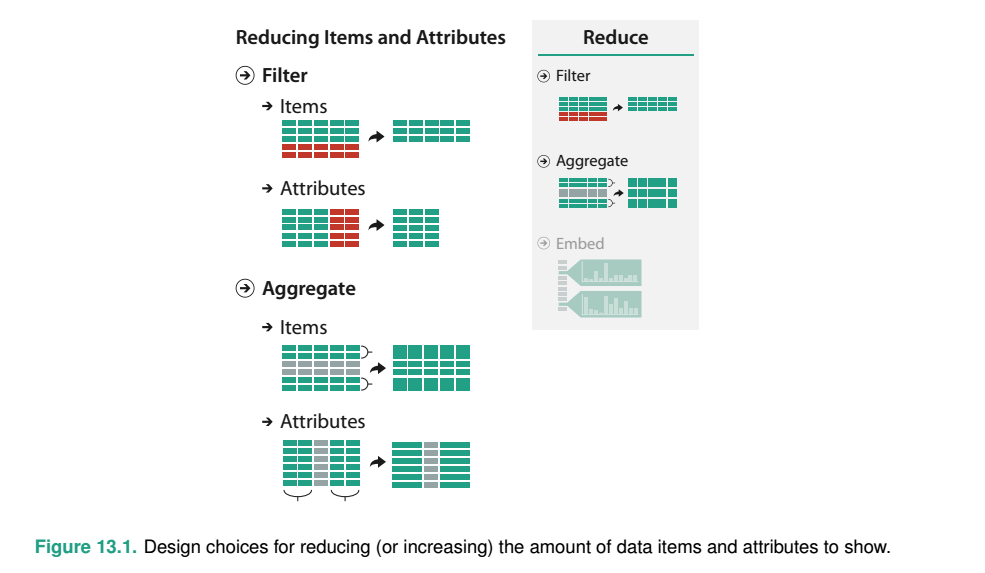 Reducing Items and Attributes
Filter
Items
Attributes
Aggregate
Items
Attributes
Reduce
Filter
Aggregate
Embed
Figure 13.1. Design choices for reducing (or increasing) the amount of data items and attributes to show.